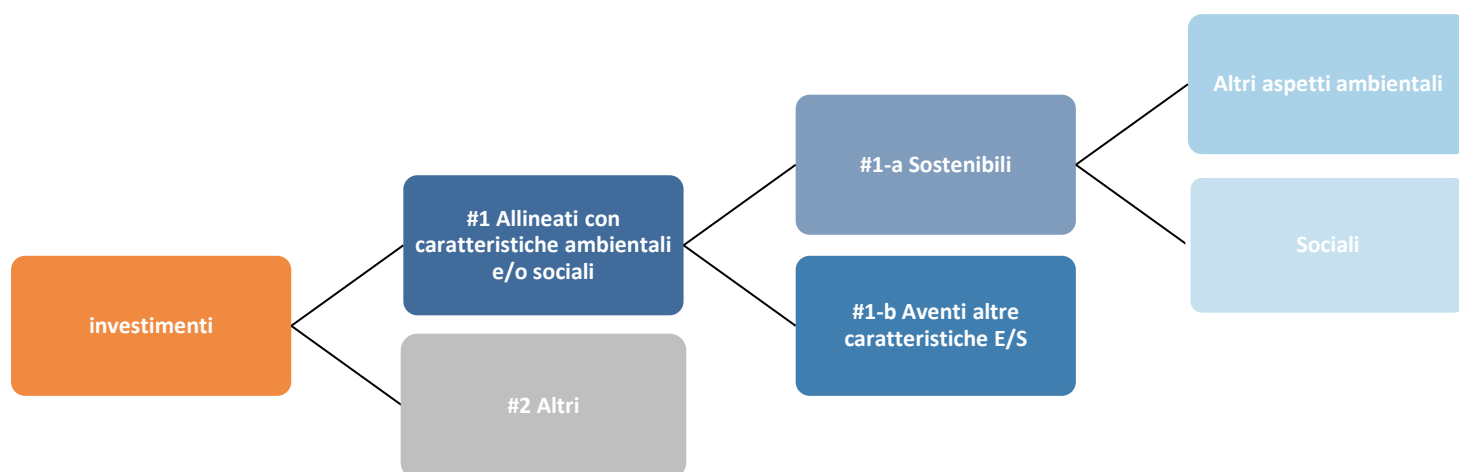 investimenti
#1 Allineati con
caratteristiche ambientali
e/o sociali
#2 Altri
#1-a Sostenibili
#1-b Aventi altre
caratteristiche E/S
Altri aspetti ambientali
Sociali